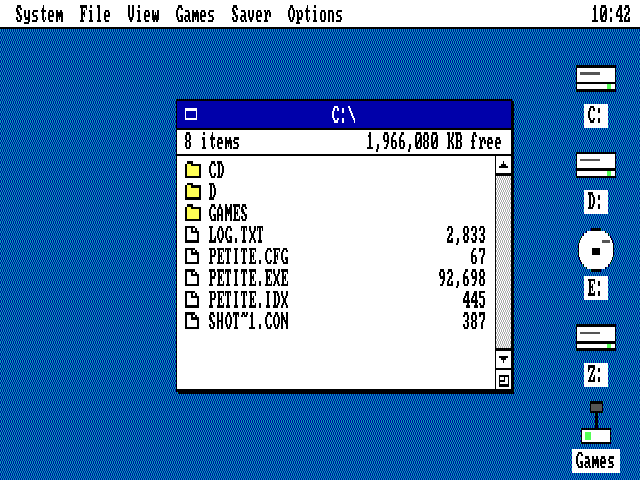 System File View Games Saver Options 10:42
C:\
8 items 1,966,080 KB free
CD
D
GAMES
LOG.TXT 2,833
PETITE.CFG 67
PETITE.EXE 92,698
PETITE.IDX 445
SHOT~1.CON 387
C:
D:
E:
Z:
Games